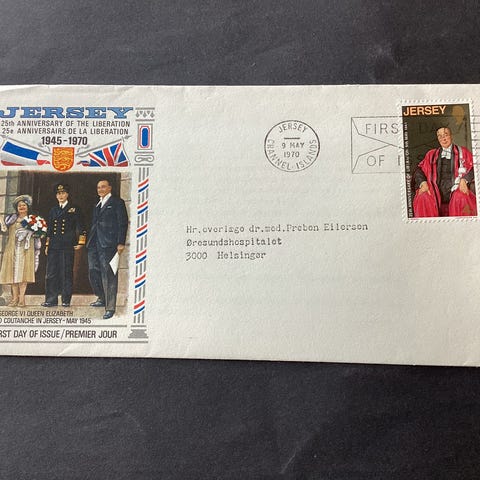 JERSEY
25th ANNIVERSARY OF THE LIBERATION
25e ANNIVERSAIRE DE LA LIBERATION
1945-1970
GEORGE VI QUEEN ELIZABETH
COUTANCHE IN JERSEY - MAY 1945
FIRST DAY OF ISSUE/PREMIER JOUR
JERSEY
9 MAY
1970
CHANNEL ISLANDS
FIRST DAY
OF
JERSEY
Hr.overlæge dr.med.Preben Eilerson
Øresundshospitalet
3000 Helsingør